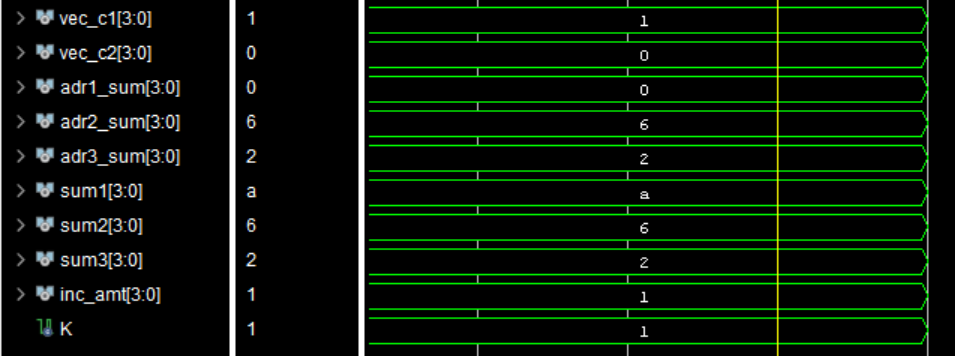 vec_c1[3:0] 1 1
vec_c2[3:0] 0 0
adr1_sum[3:0] 0 0
adr2_sum[3:0] 6 6
adr3_sum[3:0] 2 2
sum1[3:0] a a
sum2[3:0] 6 6
sum3[3:0] 2 2
inc_amt[3:0] 1 1
K 1 1